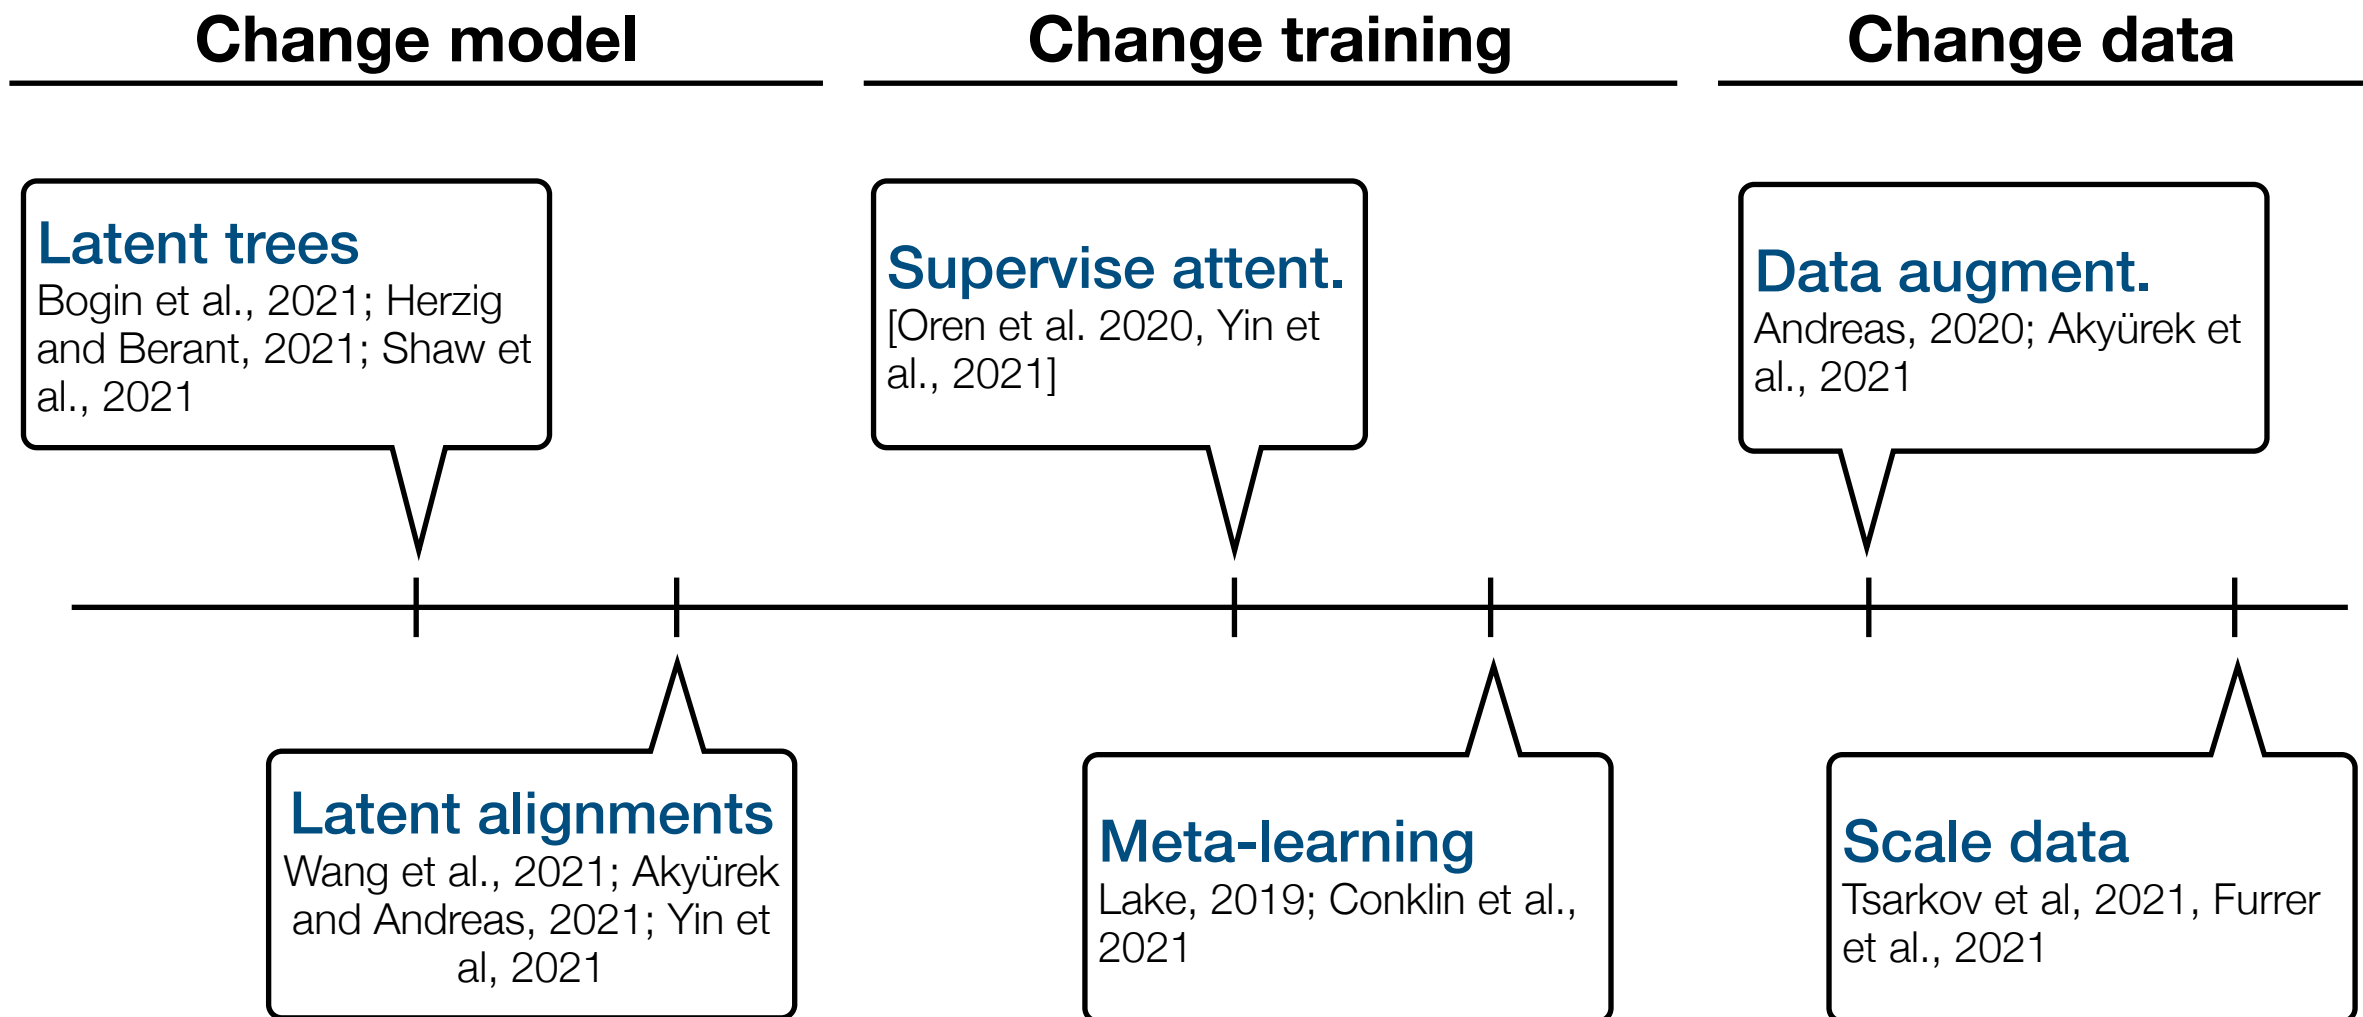 Change model
Change training
Change data
Latent trees
Bogin et al., 2021; Herzig
and Berant, 2021; Shaw et
al., 2021
Supervise attent.
[Oren et al. 2020, Yin et
al., 2021]
Data augment.
Andreas, 2020; Akyürek et
al., 2021
Latent alignments
Wang et al., 2021; Akyürek
and Andreas, 2021; Yin et
al, 2021
Meta-learning
Lake, 2019; Conklin et al.,
2021
Scale data
Tsarkov et al, 2021, Furrer
et al., 2021